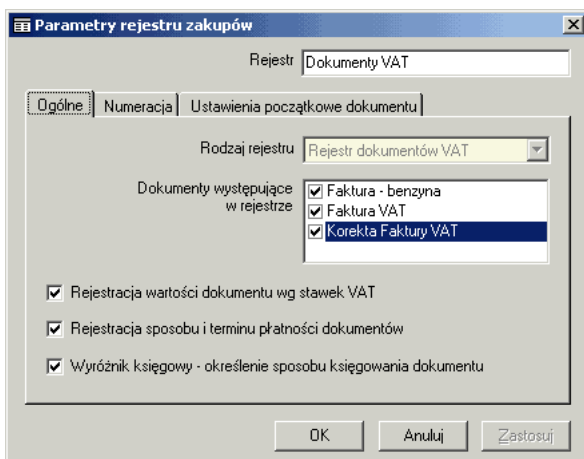 Parametry rejestru zakupów
Rejestr Dokumenty VAT
Ogólne Numeracja Ustawienia początkowe dokumentu
Rodzaj rejestru Rejestr dokumentów VAT
Dokumenty występujące w rejestrze
Faktura - benzyna
Faktura VAT
Korekta Faktury VAT
Rejestracja wartości dokumentu wg stawek VAT
Rejestracja sposobu i terminu płatności dokumentów
Wyróżnik księgowy - określenie sposobu księgowania dokumentu
OK Anuluj Zastosuj